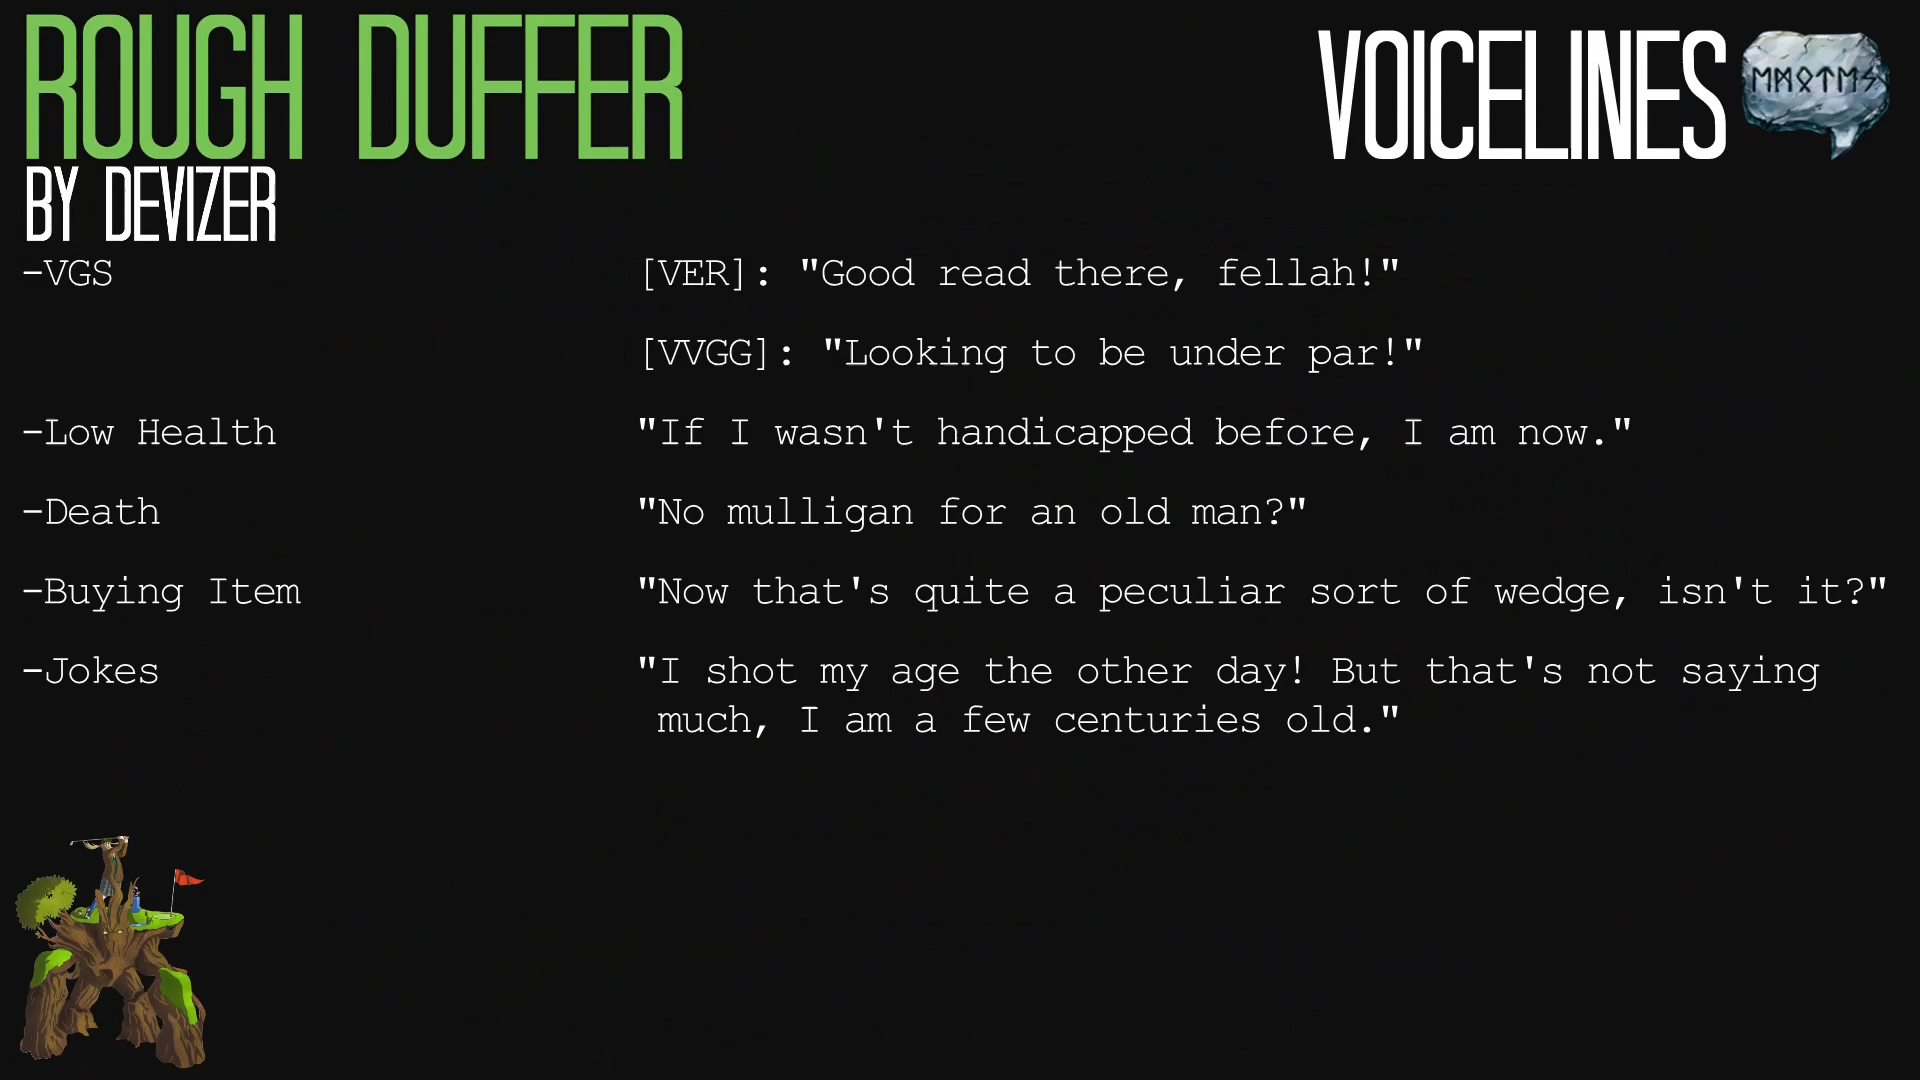 ROUGH DUFFER
VOICELINES
ᛖᛗᛟᛏᛖᛊ
BY DEVIZER
-VGS [VER]: "Good read there, fellah!"
[VVGG]: "Looking to be under par!"
-Low Health "If I wasn't handicapped before, I am now."
-Death "No mulligan for an old man?"
-Buying Item "Now that's quite a peculiar sort of wedge, isn't it?"
-Jokes "I shot my age the other day! But that's not saying
much, I am a few centuries old."